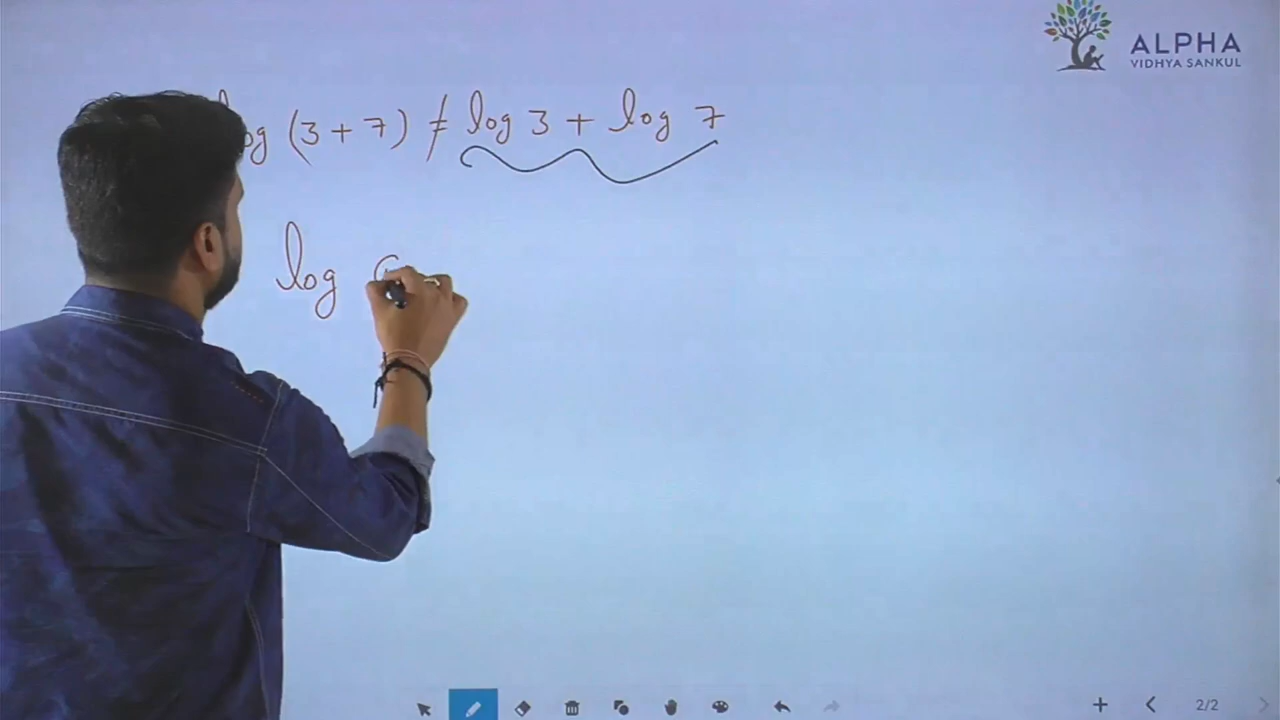 ALPHA
VIDHYA SANKUL
log (3 + 7) ≠ log 3 + log 7
log
2/2